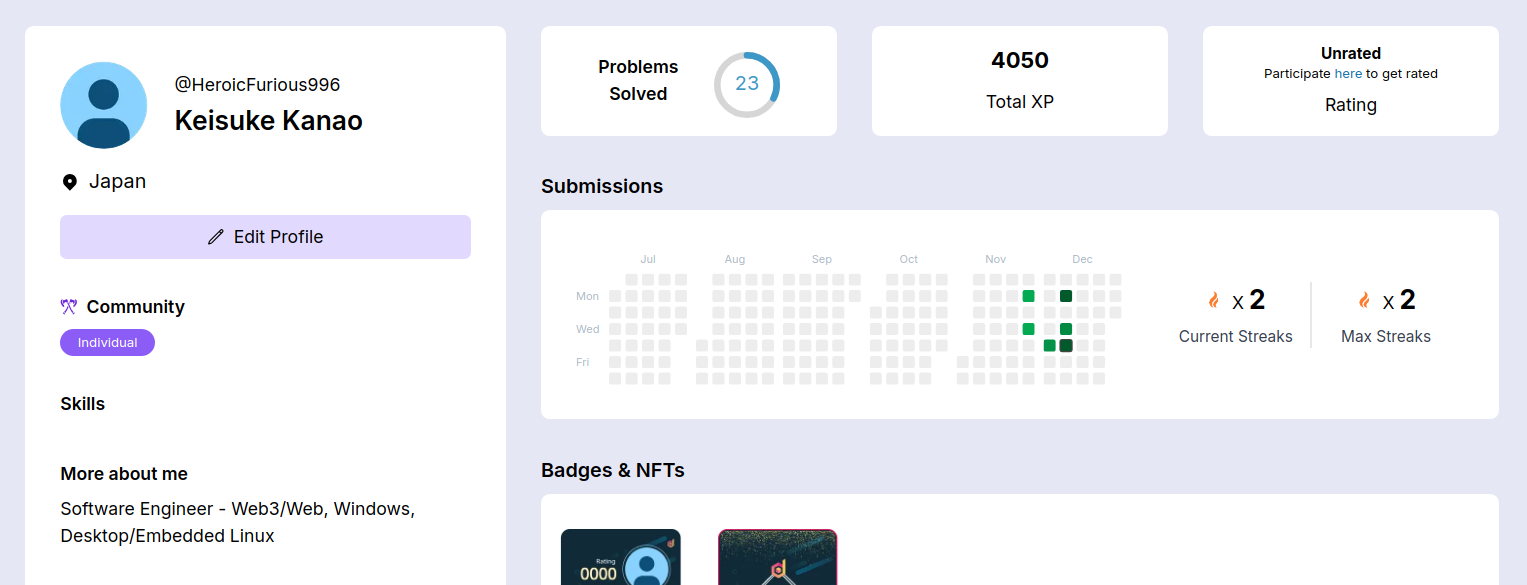 @HeroicFurious996
Keisuke Kanao
Japan
Edit Profile
Community
Individual
Skills
More about me
Software Engineer - Web3/Web, Windows,
Desktop/Embedded Linux
Problems
Solved
23
4050
Total XP
Unrated
Participate here to get rated
Rating
Submissions
Jul Aug Sep Oct Nov Dec
Mon
Wed
Fri
X 2
Current Streaks
X 2
Max Streaks
Badges & NFTs
Rating
0000